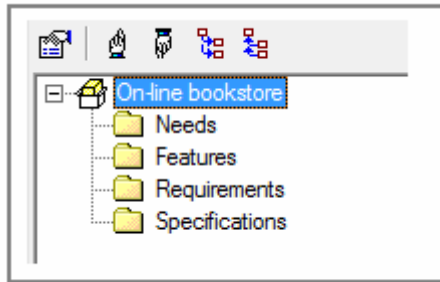 On-line bookstore
Needs
Features
Requirements
Specifications